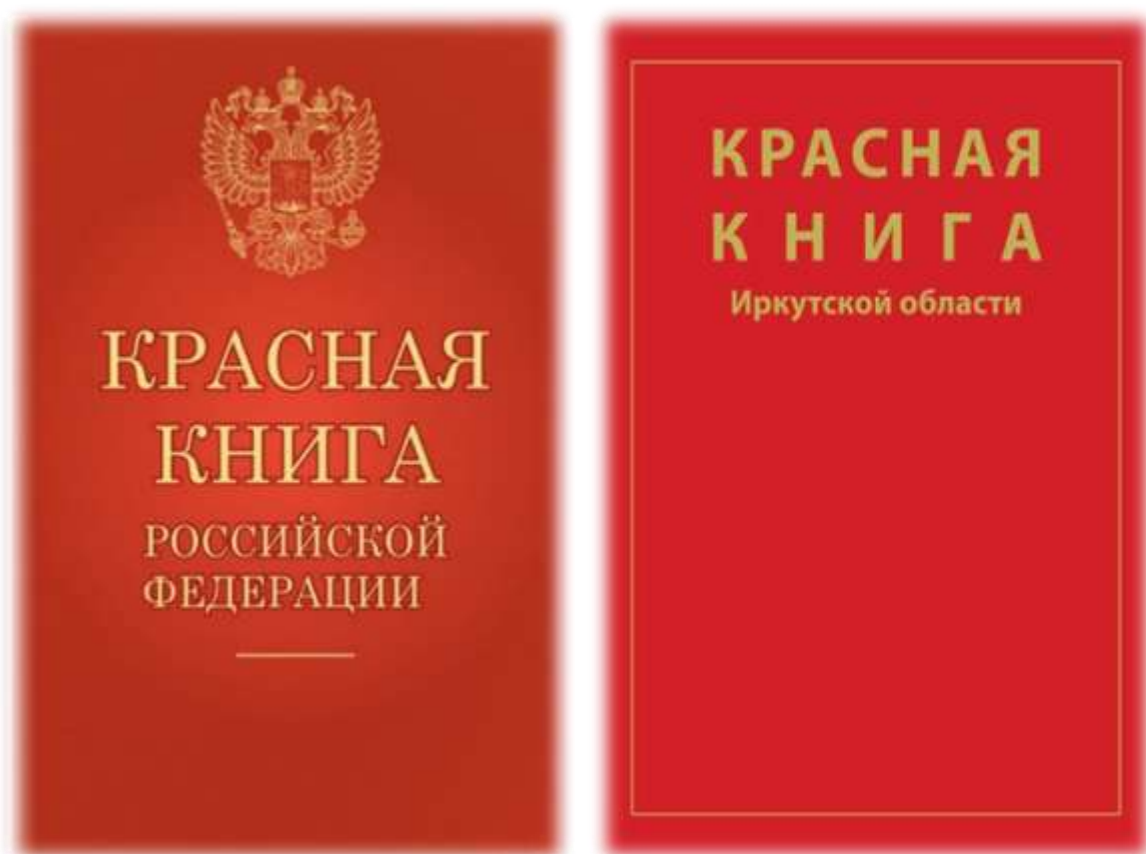 КРАСНАЯ
КНИГА
РОССИЙСКОЙ
ФЕДЕРАЦИИ
КРАСНАЯ
КНИГА
Иркутской области